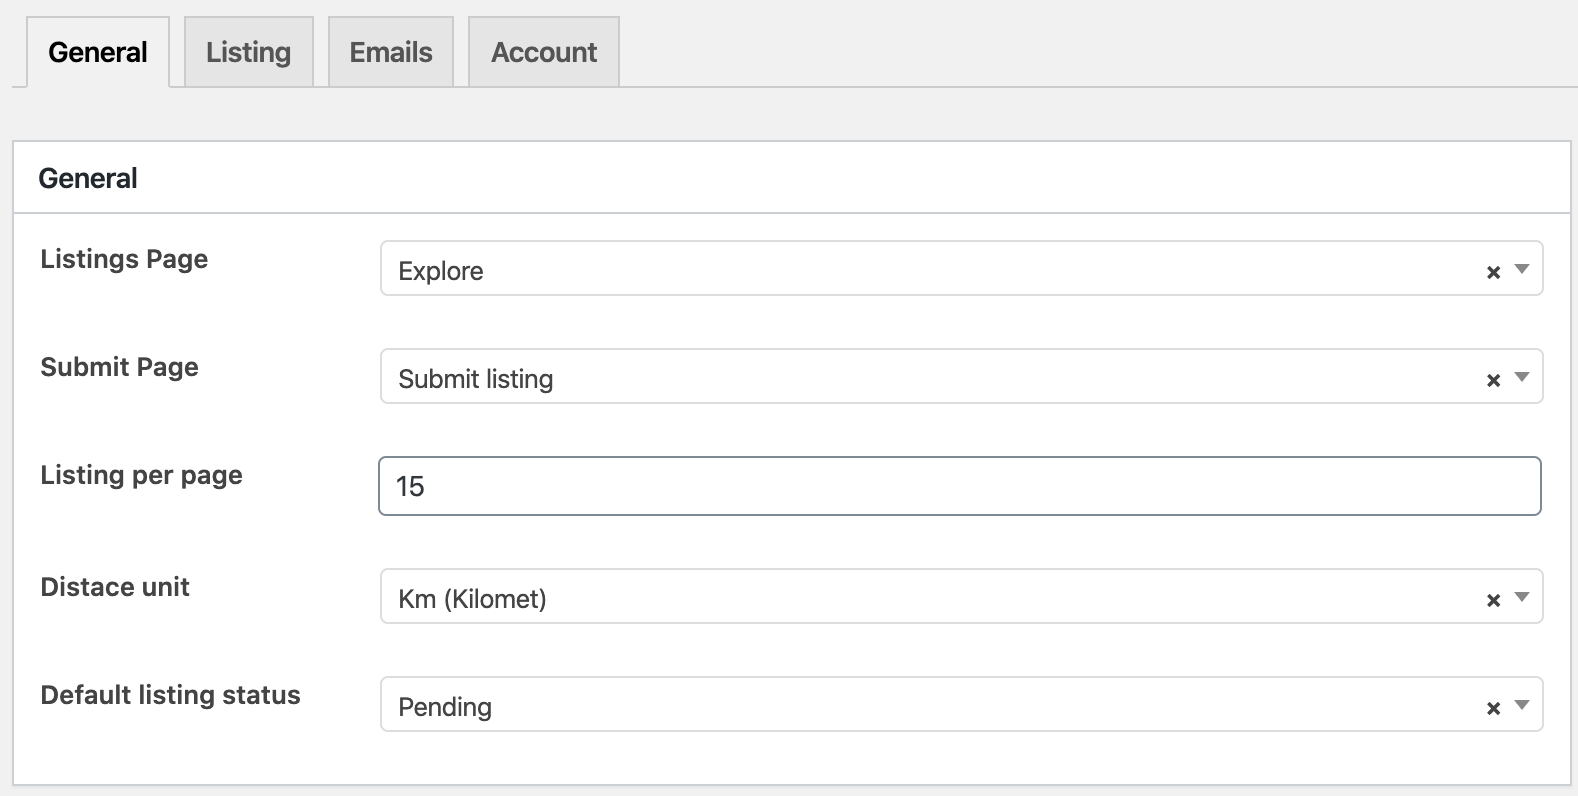 General
Listing
Emails
Account
General
Listings Page
Explore
Submit Page
Submit listing
Listing per page
15
Distace unit
Km (Kilomet)
Default listing status
Pending